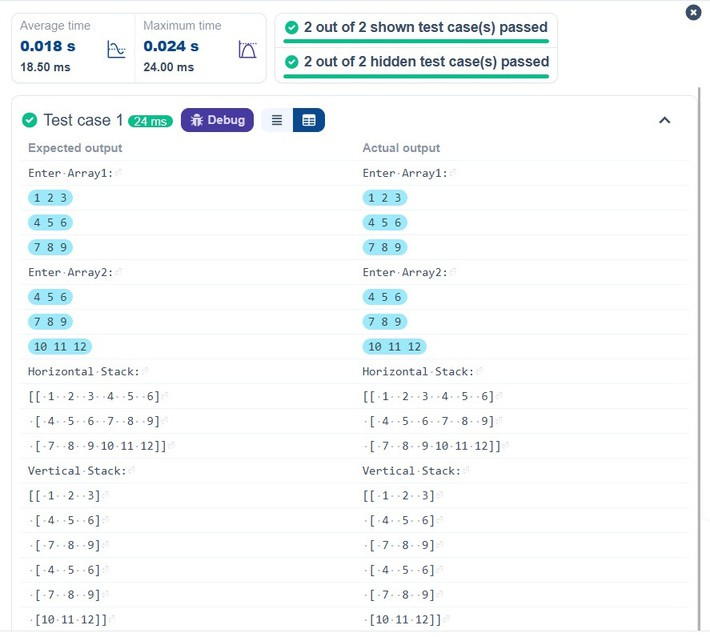 Average time
Maximum time
0.018 s
0.024 s
18.50 ms
24.00 ms
2 out of 2 shown test case(s) passed
2 out of 2 hidden test case(s) passed
Test case 1 24 ms Debug
Expected output Actual output
Enter·Array1: Enter·Array1:
1 2 3 1 2 3
4 5 6 4 5 6
7 8 9 7 8 9
Enter·Array2: Enter·Array2:
4 5 6 4 5 6
7 8 9 7 8 9
10 11 12 10 11 12
Horizontal·Stack: Horizontal·Stack:
[[·1··2··3··4··5··6] [[·1··2··3··4··5··6]
·[·4··5··6··7··8··9] ·[·4··5··6··7··8··9]
·[·7··8··9·10·11·12]] ·[·7··8··9·10·11·12]]
Vertical·Stack: Vertical·Stack:
[[·1··2··3] [[·1··2··3]
·[·4··5··6] ·[·4··5··6]
·[·7··8··9] ·[·7··8··9]
·[·4··5··6] ·[·4··5··6]
·[·7··8··9] ·[·7··8··9]
·[10·11·12]] ·[10·11·12]]